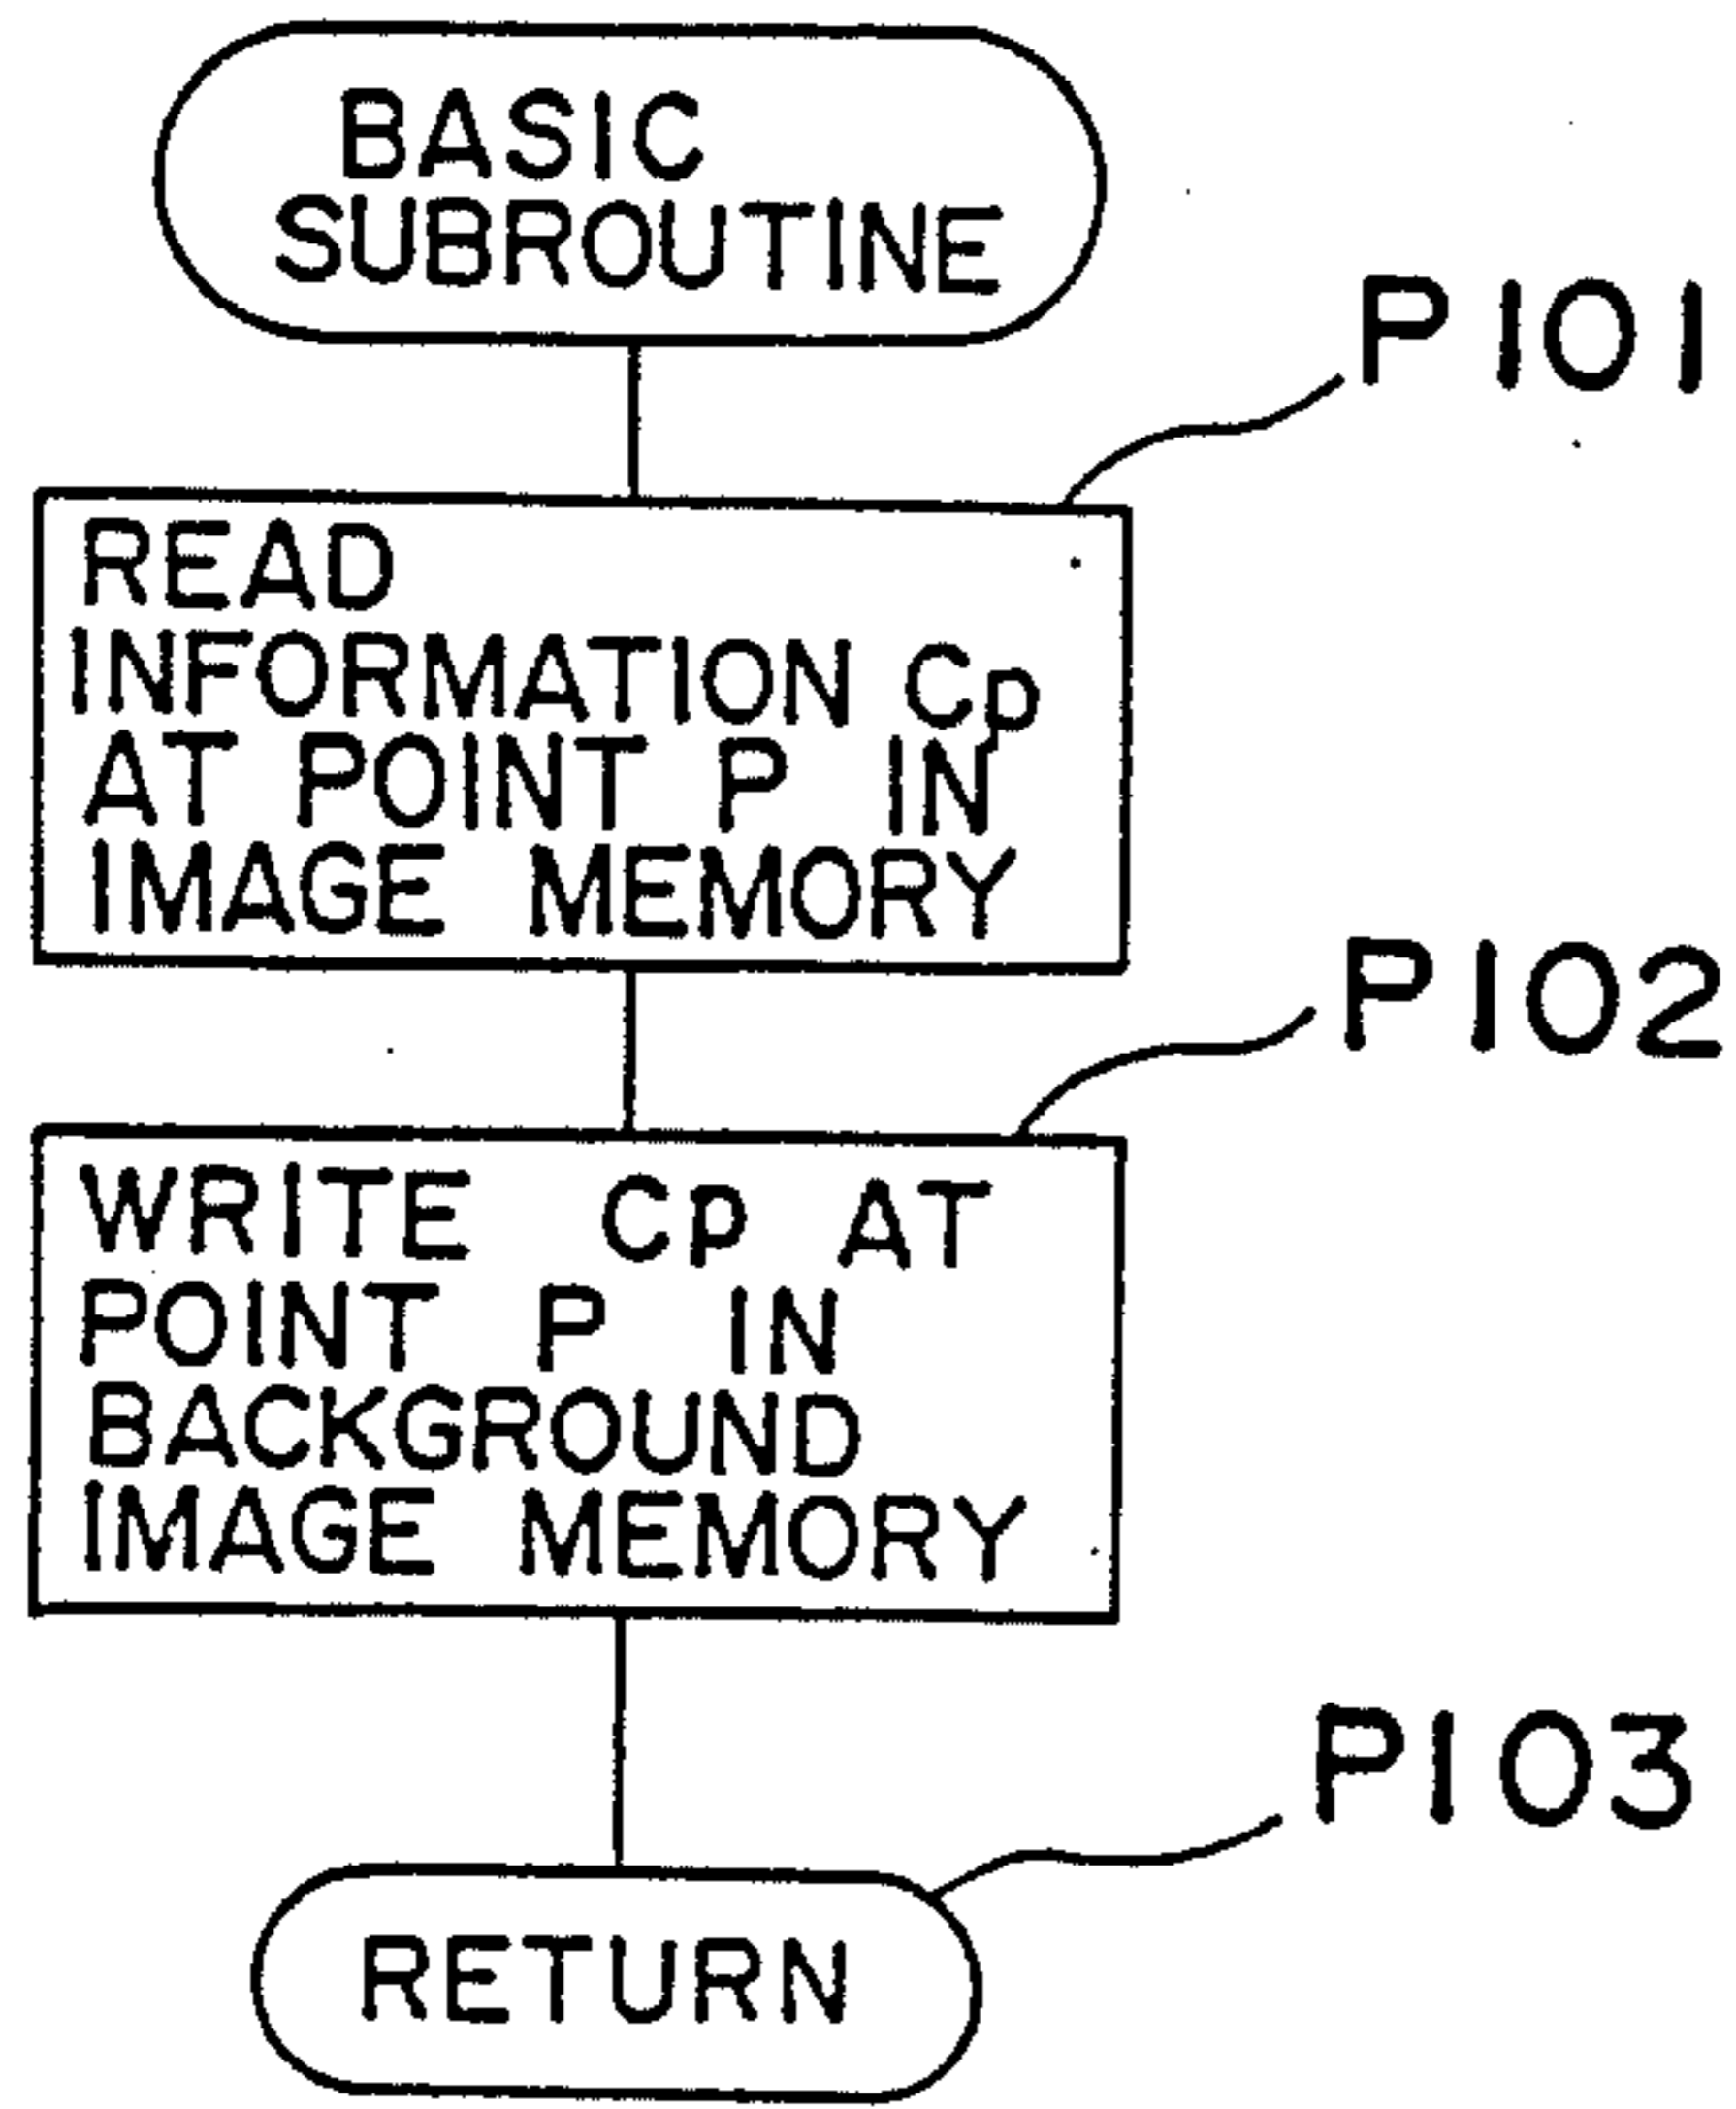 BASIC
SUBROUTINE
P101
READ
INFORMATION Cp
AT POINT P IN
IMAGE MEMORY
P102
WRITE Cp AT
POINT P IN
BACKGROUND
IMAGE MEMORY
P103
RETURN